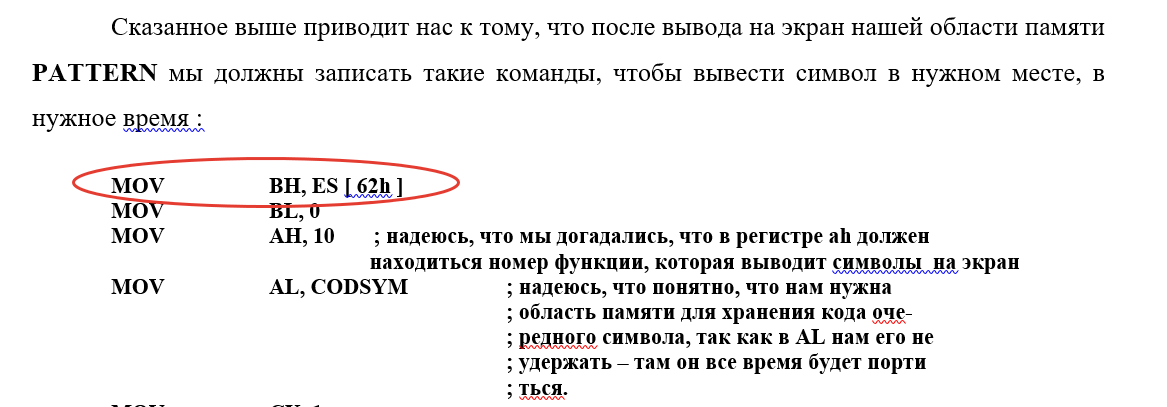 Сказанное выше приводит нас к тому, что после вывода на экран нашей области памяти
PATTERN мы должны записать такие команды, чтобы вывести символ в нужном месте, в
нужное время :
MOV BH, ES [ 62h ]
MOV BL, 0
MOV AH, 10 ; надеюсь, что мы догадались, что в регистре ah должен
находиться номер функции, которая выводит символы на экран
MOV AL, CODSYM ; надеюсь, что понятно, что нам нужна
; область памяти для хранения кода оче-
; редного символа, так как в AL нам его не
; удержать – там он все время будет порти
; ться.